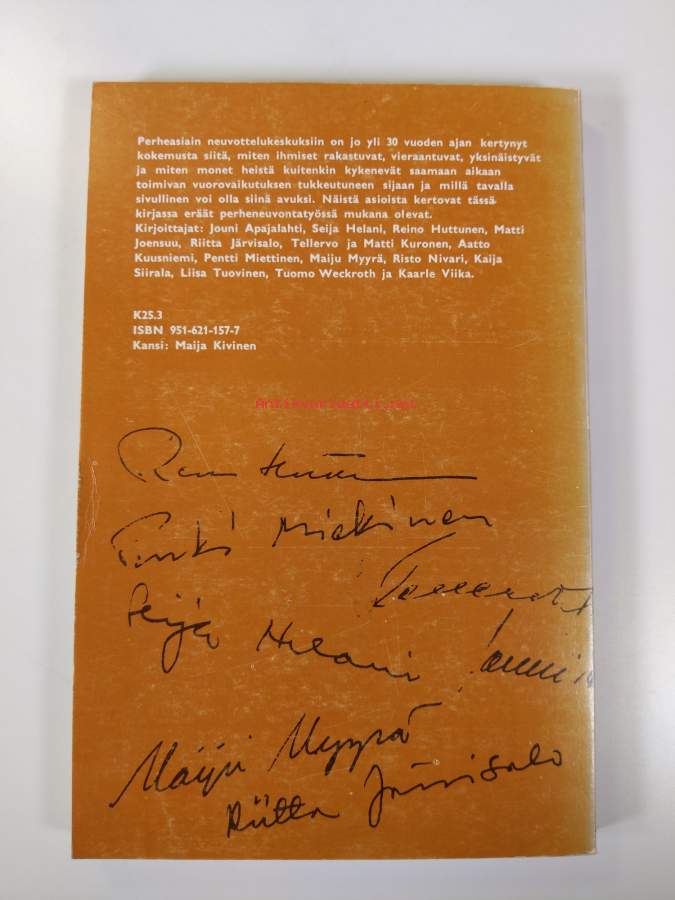 Perheasiain neuvottelukeskuksiin on jo yli 30 vuoden ajan kertynyt
kokemusta siitä, miten ihmiset rakastuvat, vieraantuvat, yksinäistyvät
ja miten monet heistä kuitenkin kykenevät saamaan aikaan
toimivan vuorovaikutuksen tukkeutuneen sijaan ja millä tavalla
sivullinen voi olla siinä avuksi. Näistä asioista kertovat tässä
kirjassa eräät perheneuvontatyössä mukana olevat.
Kirjoittajat: Jouni Apajalahti, Seija Helani, Reino Huttunen, Matti
Joensuu, Riitta Järvisalo, Tellervo ja Matti Kuronen, Aatto
Kuusniemi, Pentti Miettinen, Maiju Myyrä, Risto Nivari, Kaija
Siirala, Liisa Tuovinen, Tuomo Weckroth ja Kaarle Viika.
K25.3
ISBN 951-621-157-7
Kansi: Maija Kivinen
Antikvariaatti.net
Seija Helani
Maiju Myyrä
Riitta Järvisalo